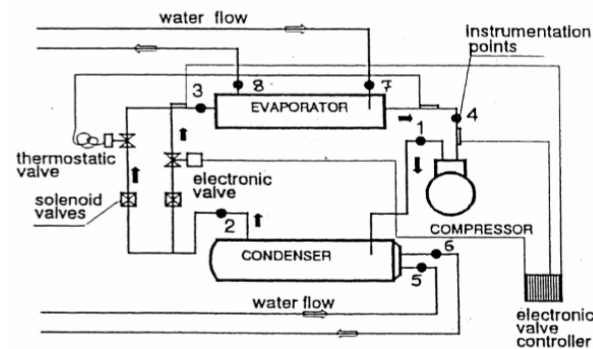 water flow
instrumentation
points
3
8
7
EVAPORATOR
4
1
thermostatic
valve
electronic
valve
solenoid
valves
2
COMPRESSOR
CONDENSER
6
5
water flow
electronic
valve
controller